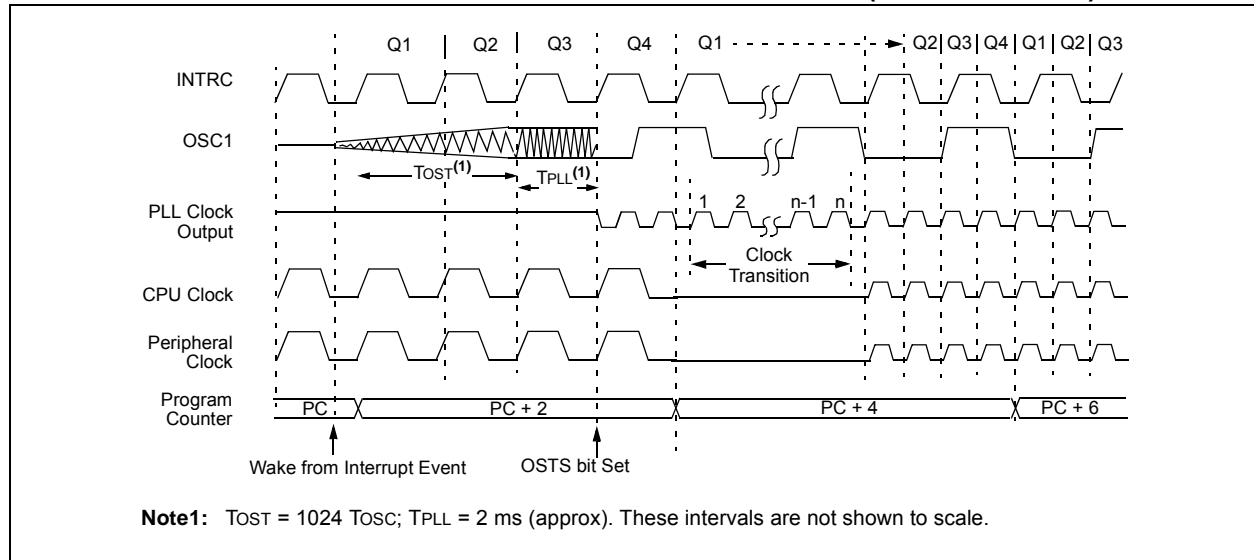 Q1 Q2 Q3 Q4 Q1 Q2 Q3 Q4 Q1 Q2 Q3
INTRC
OSC1
TOST(1) TPLL(1)
PLL Clock
Output
1 2 n-1 n
Clock
Transition
CPU Clock
Peripheral
Clock
Program
Counter
PC PC + 2 PC + 4 PC + 6
Wake from Interrupt Event OSTS bit Set
Note1: TOST = 1024 TOSC; TPLL = 2 ms (approx). These intervals are not shown to scale.